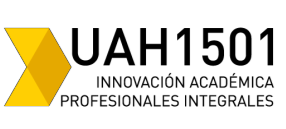 UAH1501
INNOVACIÓN ACADÉMICA
PROFESIONALES INTEGRALES